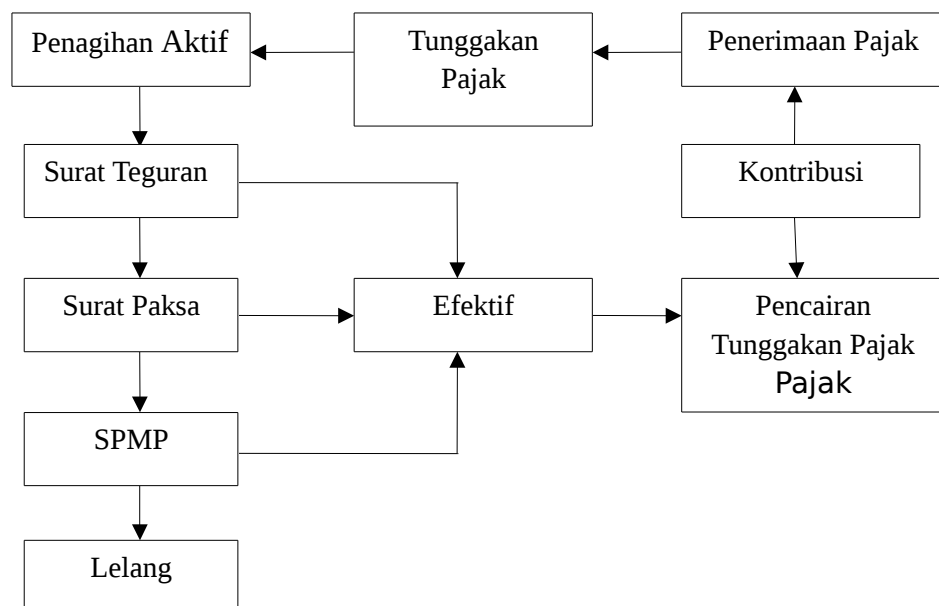 Penagihan Aktif
Tunggakan
Pajak
Penerimaan Pajak
Surat Teguran
Kontribusi
Surat Paksa
Efektif
Pencairan
Tunggakan Pajak
Pajak
SPMP
Lelang